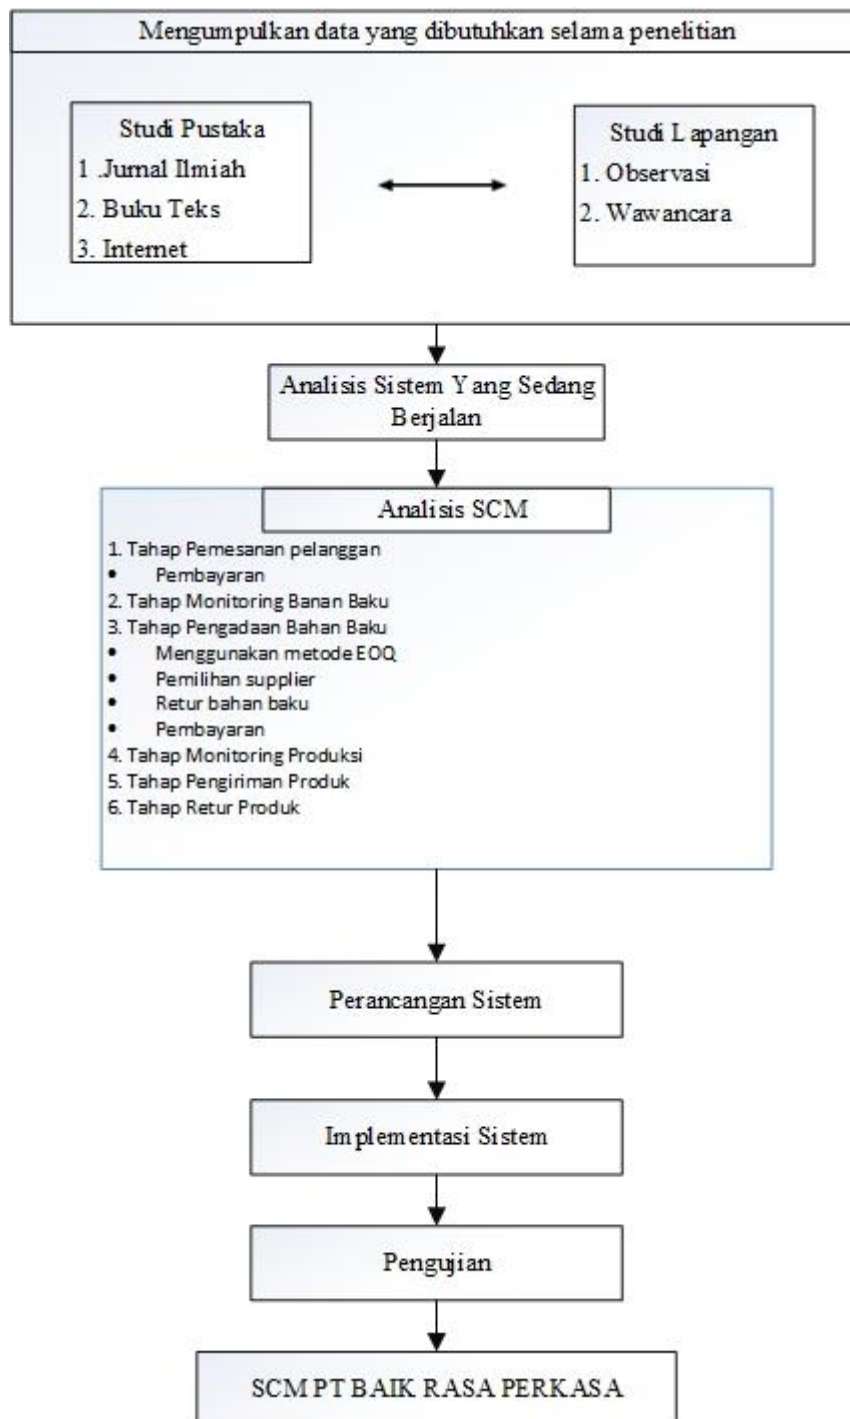 Mengumpulkan data yang dibutuhkan selama penelitian
Studi Pustaka
1 .Jurnal Ilmiah
2. Buku Teks
3. Internet
Studi Lapangan
1. Observasi
2. Wawancara
Analisis Sistem Yang Sedang
Berjalan
Analisis SCM
1. Tahap Pemesanan pelanggan
• Pembayaran
2. Tahap Monitoring Banan Baku
3. Tahap Pengadaan Bahan Baku
• Menggunakan metode EOQ
• Pemilihan supplier
• Retur bahan baku
• Pembayaran
4. Tahap Monitoring Produksi
5. Tahap Pengiriman Produk
6. Tahap Retur Produk
Perancangan Sistem
Implementasi Sistem
Pengujian
SCM PT BAIK RASA PERKASA